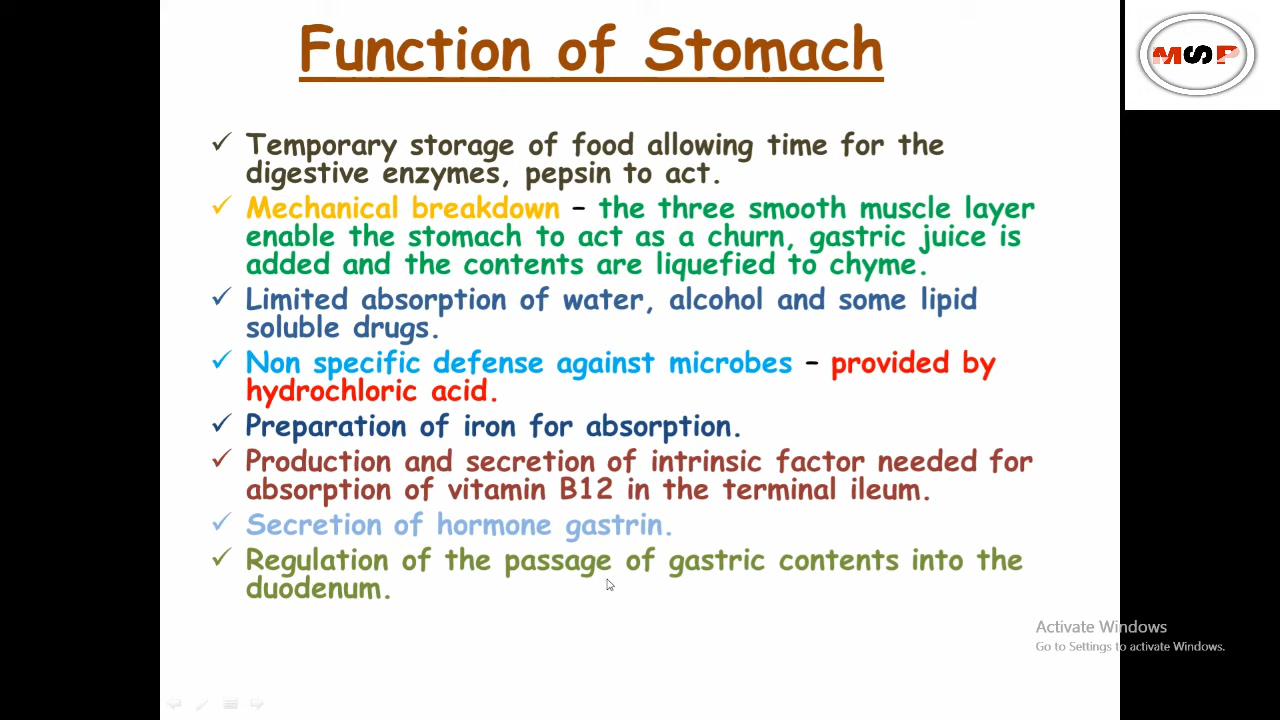 Function of Stomach
MSP
✓ Temporary storage of food allowing time for the
digestive enzymes, pepsin to act.
✓ Mechanical breakdown – the three smooth muscle layer
enable the stomach to act as a churn, gastric juice is
added and the contents are liquefied to chyme.
✓ Limited absorption of water, alcohol and some lipid
soluble drugs.
✓ Non specific defense against microbes – provided by
hydrochloric acid.
✓ Preparation of iron for absorption.
✓ Production and secretion of intrinsic factor needed for
absorption of vitamin B12 in the terminal ileum.
✓ Secretion of hormone gastrin.
✓ Regulation of the passage of gastric contents into the
duodenum.
Activate Windows
Go to Settings to activate Windows.